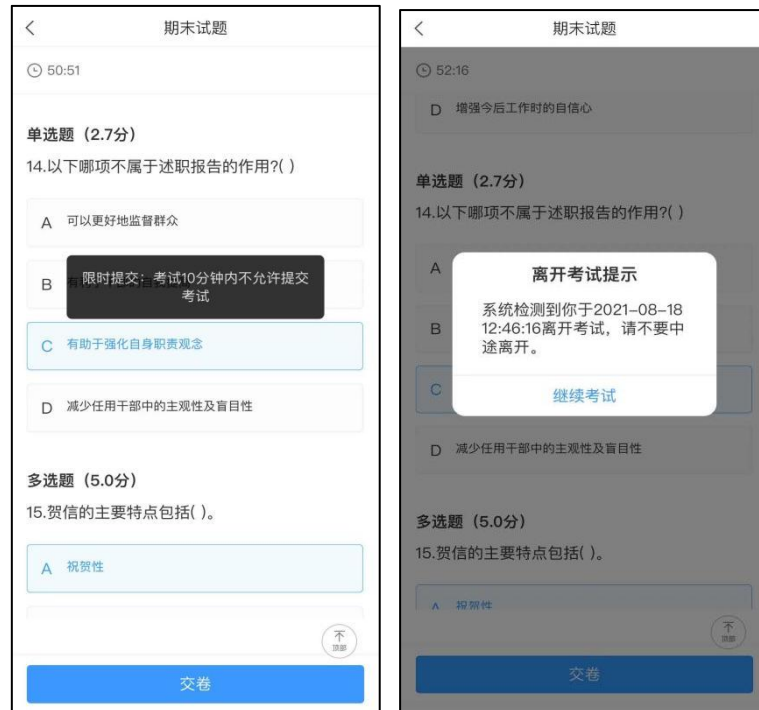 期末试题
50:51
单选题（2.7分）
14.以下哪项不属于述职报告的作用?( )
A 可以更好地监督群众
B
限时提交：考试10分钟内不允许提交
考试
C 有助于强化自身职责观念
D 减少任用干部中的主观性及盲目性
多选题（5.0分）
15.贺信的主要特点包括( )。
A 祝贺性
顶部
交卷
期末试题
52:16
D 增强今后工作时的自信心
单选题（2.7分）
14.以下哪项不属于述职报告的作用?( )
A
离开考试提示
系统检测到你于2021-08-18
12:46:16离开考试，请不要中
途离开。
B
C
继续考试
D 减少任用干部中的主观性及盲目性
多选题（5.0分）
15.贺信的主要特点包括( )。
A 祝贺性
顶部
交卷